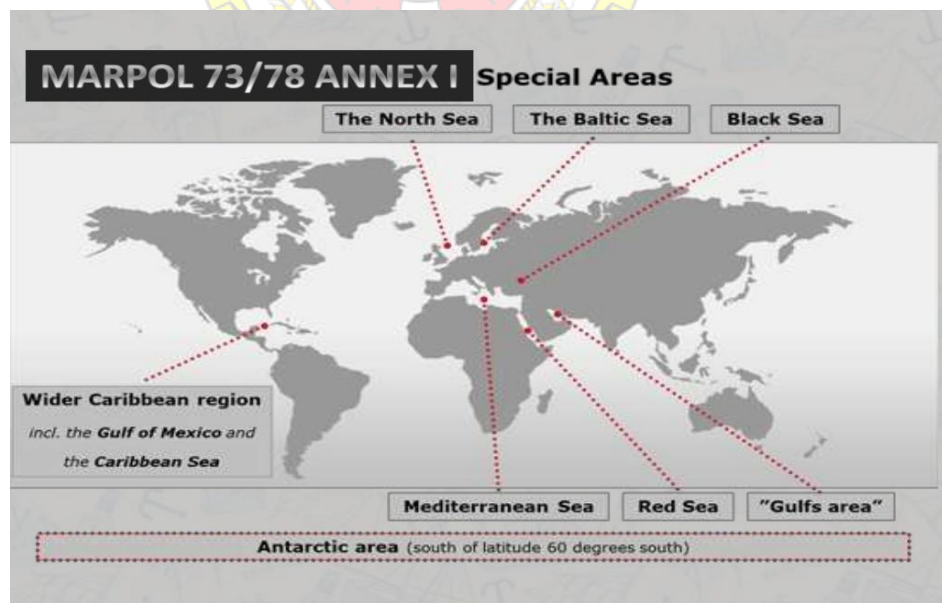 MARPOL 73/78 ANNEX I Special Areas
The North Sea
The Baltic Sea
Black Sea
Wider Caribbean region
incl. the Gulf of Mexico and
the Caribbean Sea
Mediterranean Sea
Red Sea
"Gulfs area"
Antarctic area (south of latitude 60 degrees south)